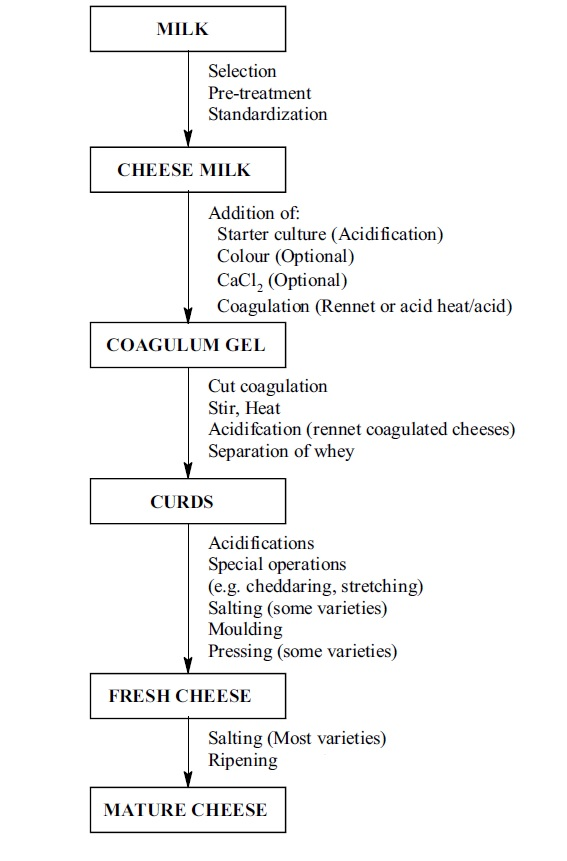 MILK
Selection
Pre-treatment
Standardization
CHEESE MILK
Addition of:
Starter culture (Acidification)
Colour (Optional)
CaCl₂ (Optional)
Coagulation (Rennet or acid heat/acid)
COAGULUM GEL
Cut coagulation
Stir, Heat
Acidifcation (rennet coagulated cheeses)
Separation of whey
CURDS
Acidifications
Special operations
(e.g. cheddaring, stretching)
Salting (some varieties)
Moulding
Pressing (some varieties)
FRESH CHEESE
Salting (Most varieties)
Ripening
MATURE CHEESE